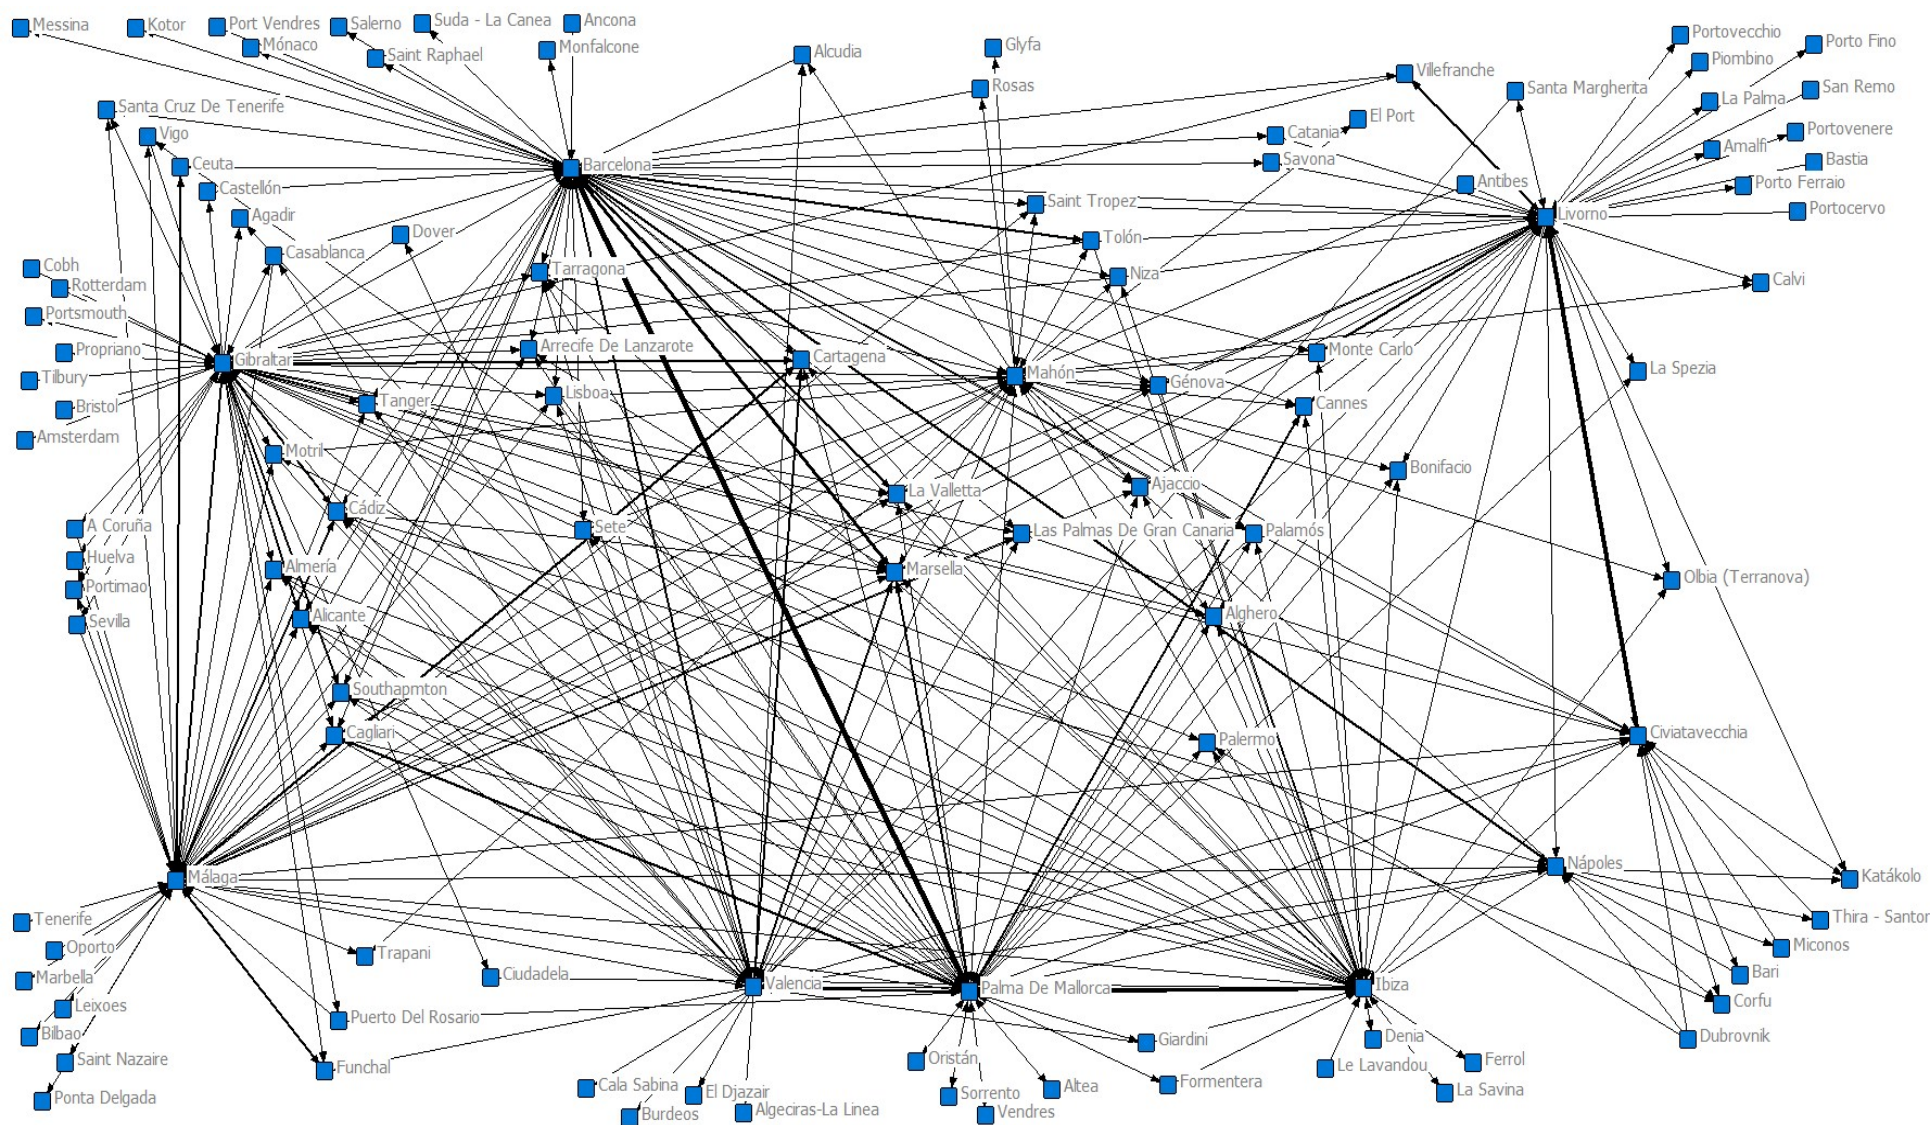 Messina
Kotor
Port Vendres
Salerno
Suda - La Canea
Ancona
Mónaco
Saint Raphael
Monfalcone
Alcudia
Glyfa
Rosas
Villefranche
Portovecchio
Porto Fino
Piombino
Santa Margherita
La Palma
San Remo
Santa Cruz De Tenerife
Vigo
El Port
Catania
Portovenere
Amalfi
Bastia
Ceuta
Barcelona
Savona
Antibes
Porto Ferraio
Castellón
Agadir
Saint Tropez
Livorno
Portocervo
Dover
Casablanca
Tolón
Cobh
Rotterdam
Tarragona
Niza
Calvi
Portsmouth
Propriano
Gibraltar
Arrecife De Lanzarote
Cartagena
Mahón
Génova
Monte Carlo
La Spezia
Tilbury
Bristol
Tanger
Lisboa
Cannes
Amsterdam
Motril
Bonifacio
La Valletta
Ajaccio
A Coruña
Cádiz
Sete
Las Palmas De Gran Canaria
Palamós
Huelva
Almería
Marsella
Olbia (Terranova)
Portimao
Sevilla
Alicante
Alghero
Southapmton
Cagliari
Palermo
Civiatavecchia
Málaga
Nápoles
Katákolo
Tenerife
Thira - Santor
Oporto
Trapani
Miconos
Marbella
Ciudadela
Valencia
Palma De Mallorca
Ibiza
Bari
Leixoes
Corfu
Puerto Del Rosario
Bilbao
Giardini
Denia
Dubrovnik
Saint Nazaire
Funchal
Oristán
Le Lavandou
Ferrol
Cala Sabina
El Djazair
Sorrento
Altea
Formentera
La Savina
Ponta Delgada
Burdeos
Algeciras-La Linea
Vendres